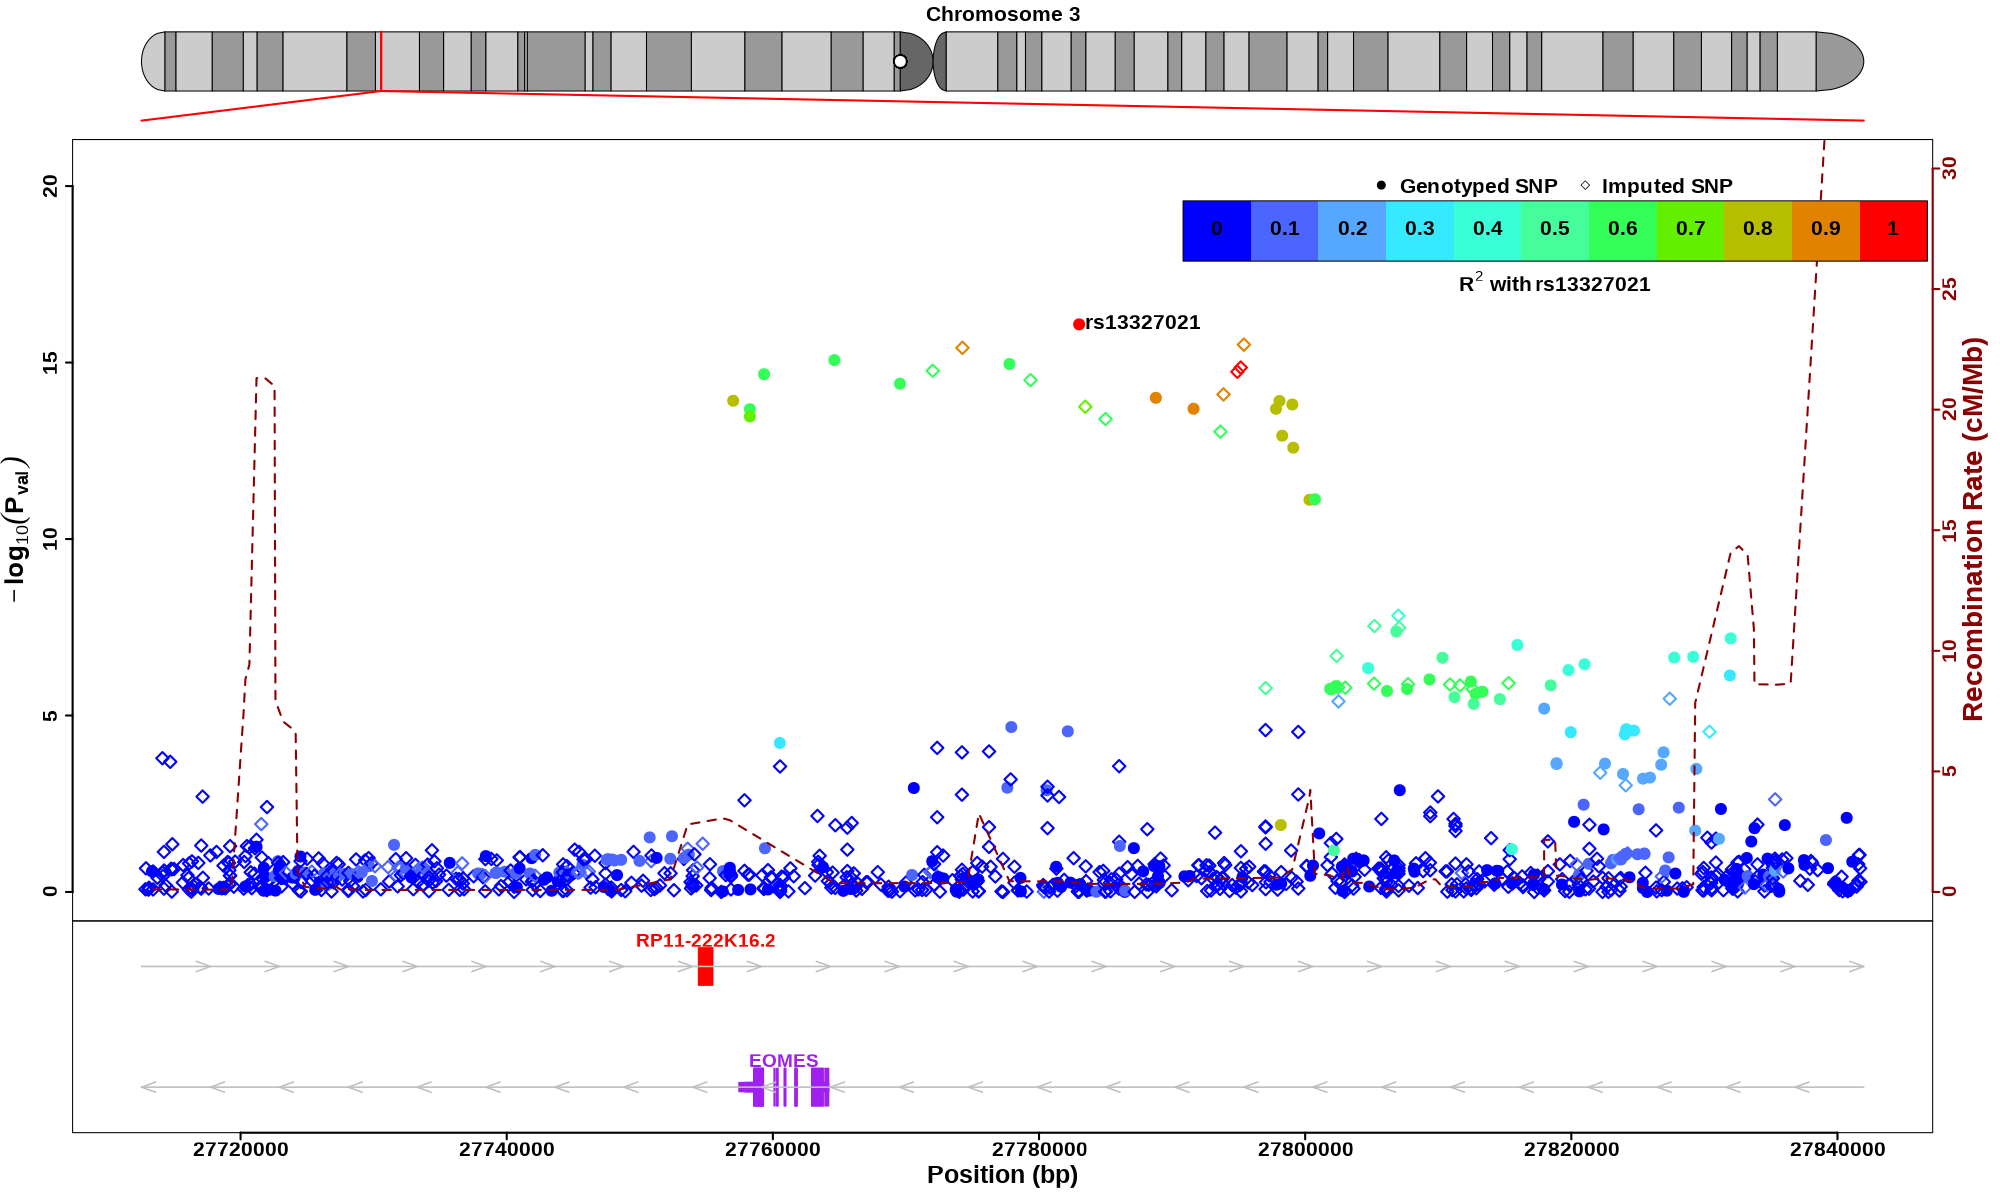 Chromosome 3
Genotyped SNP Imputed SNP
0 0.1 0.2 0.3 0.4 0.5 0.6 0.7 0.8 0.9 1
R2 with rs13327021
rs13327021
20
15
10
5
0
−log10(Pval)
30
25
20
15
10
5
0
Recombination Rate (cM/Mb)
RP11-222K16.2
EOMES
27720000 27740000 27760000 27780000 27800000 27820000 27840000
Position (bp)